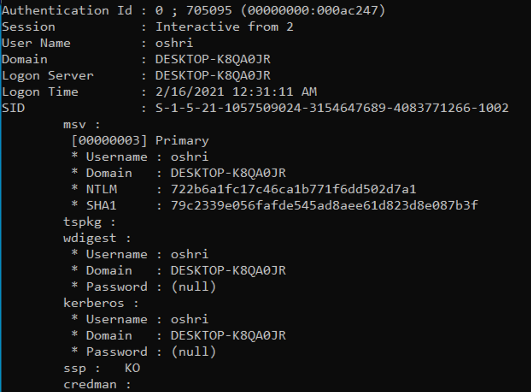 Authentication Id : 0 ; 705095 (00000000:000ac247)
Session           : Interactive from 2
User Name         : oshri
Domain            : DESKTOP-K8QA0JR
Logon Server      : DESKTOP-K8QA0JR
Logon Time        : 2/16/2021 12:31:11 AM
SID               : S-1-5-21-1057509024-3154647689-4083771266-1002
        msv :
         [00000003] Primary
         * Username : oshri
         * Domain   : DESKTOP-K8QA0JR
         * NTLM     : 722b6a1fc17c46ca1b771f6dd502d7a1
         * SHA1     : 79c2339e056fafde545ad8aee61d823d8e087b3f
        tspkg :
        wdigest :
         * Username : oshri
         * Domain   : DESKTOP-K8QA0JR
         * Password : (null)
        kerberos :
         * Username : oshri
         * Domain   : DESKTOP-K8QA0JR
         * Password : (null)
        ssp :   KO
        credman :